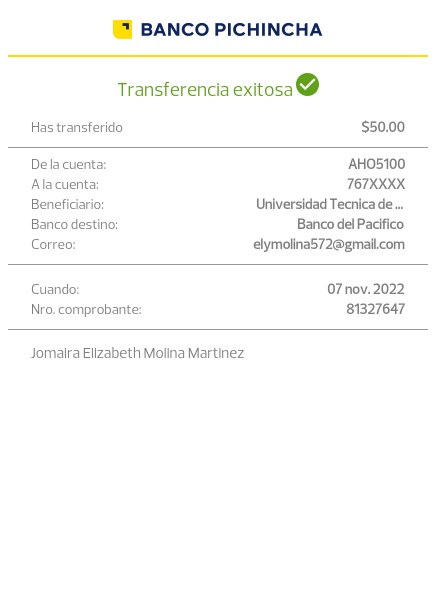 BANCO PICHINCHA
Transferencia exitosa
Has transferido $50.00
De la cuenta: AHO5100
A la cuenta: 767XXXX
Beneficiario: Universidad Tecnica de ...
Banco destino: Banco del Pacifico
Correo: elymolina572@gmail.com
Cuando: 07 nov. 2022
Nro. comprobante: 81327647
Jomaira Elizabeth Molina Martinez